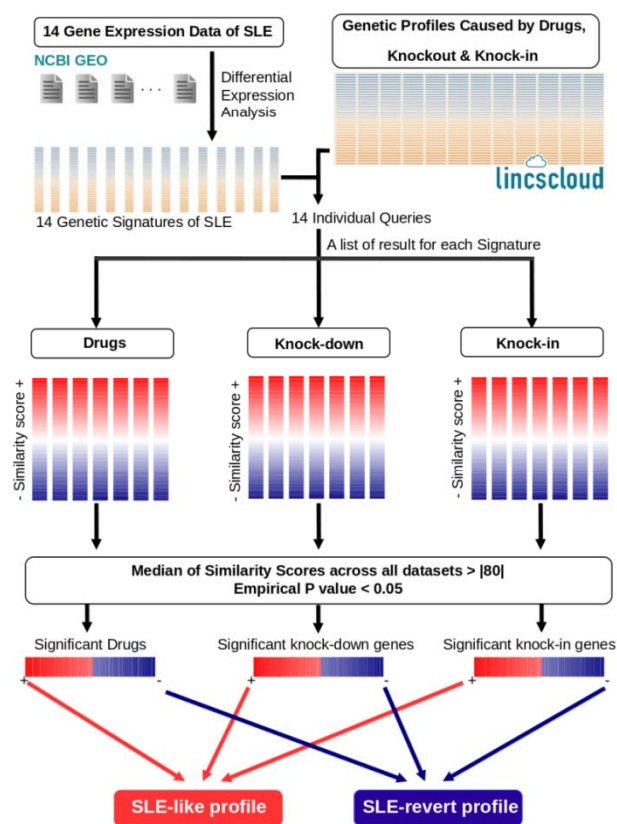 14 Gene Expression Data of SLE
Genetic Profiles Caused by Drugs,
Knockout & Knock-in
NCBI GEO
...
Differential
Expression
Analysis
lincscloud
14 Genetic Signatures of SLE
14 Individual Queries
A list of result for each Signature
Drugs
Knock-down
Knock-in
- Similarity score +
- Similarity score +
- Similarity score +
Median of Similarity Scores across all datasets > |80|
Empirical P value < 0.05
Significant Drugs
Significant knock-down genes
Significant knock-in genes
+ -
+ -
+ -
SLE-like profile
SLE-revert profile